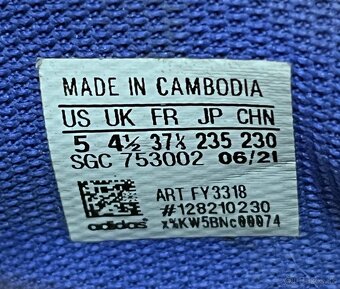 MADE IN CAMBODIA
US UK FR JP CHN
5 4½ 37⅓ 235 230
SGC 753002 06/21
ART FY3318
#128210230
adidas x%KW5BNc00074